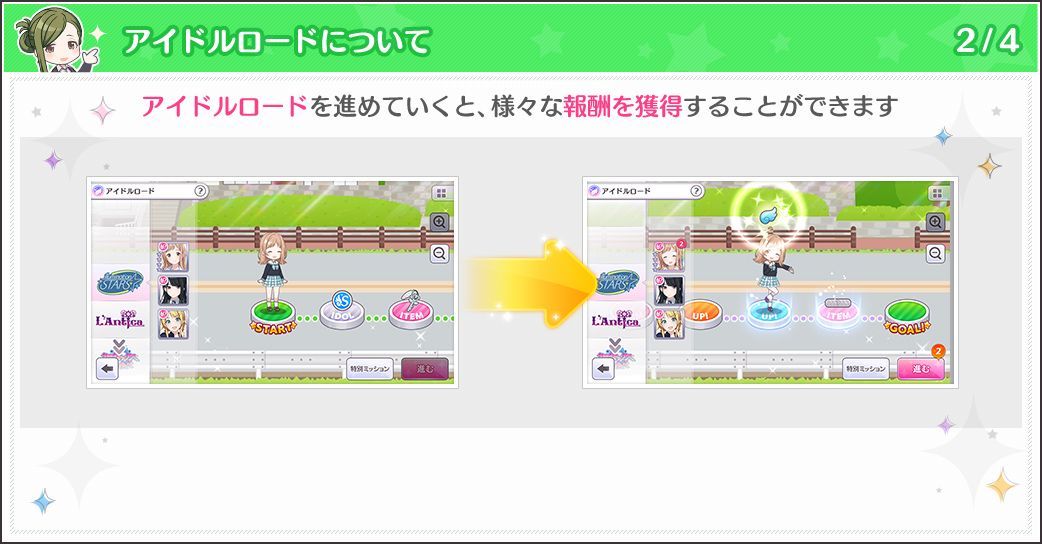 アイドルロードについて
2/4
アイドルロードを進めていくと、様々な報酬を獲得することができます
アイドルロード
?
STARS
L'Antica
START
IDOL
ITEM
特別ミッション
進む
アイドルロード
?
2
STARS
L'Antica
UP!
UP!
ITEM
GOAL!
2
特別ミッション
進む